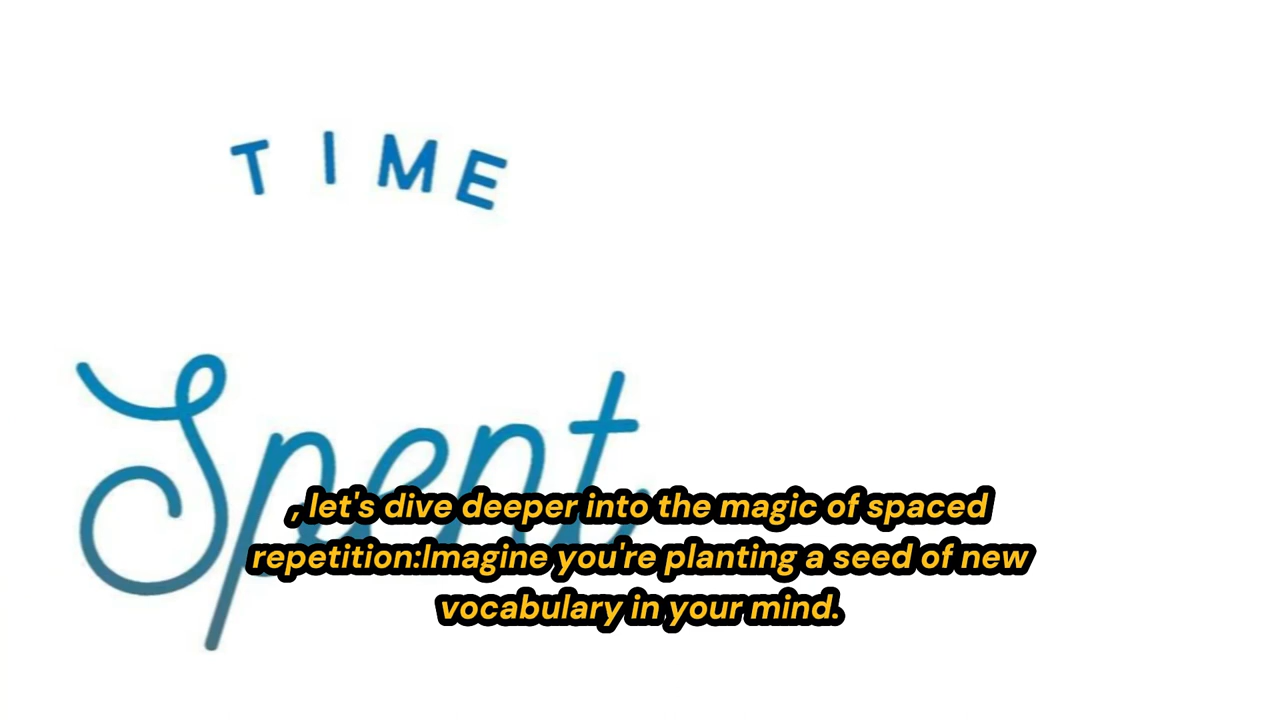 TIME
Spent
, let's dive deeper into the magic of spaced
repetition:Imagine you're planting a seed of new
vocabulary in your mind.